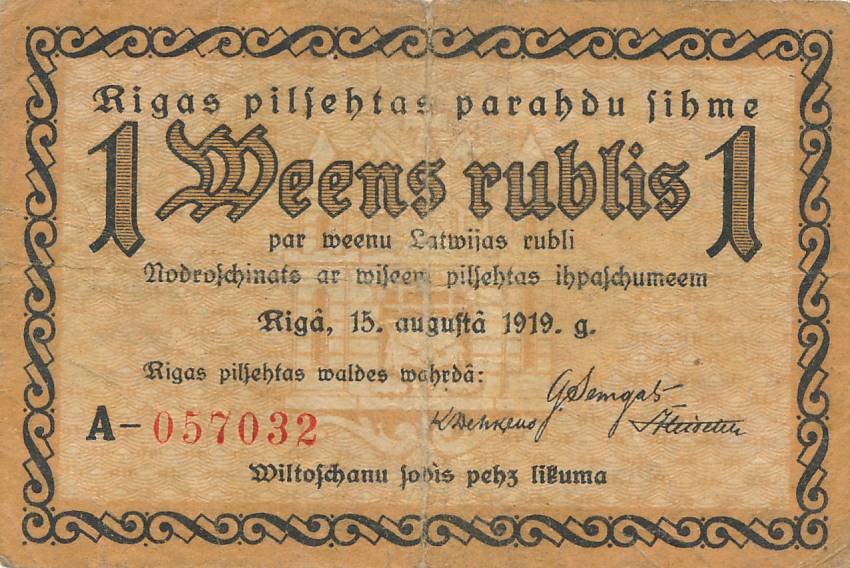 Rigas pilſehtas parahdu ſihme
1 Weens rublis 1
par weenu Latwijas rubli
Nodroſchinats ar wiſeem pilſehtas ihpaſchumeem
Rigâ, 15. auguſtâ 1919. g.
Rigas pilſehtas waldes wahrdâ:
A-057032
Wiltoſchanu ſodìs pehz likuma